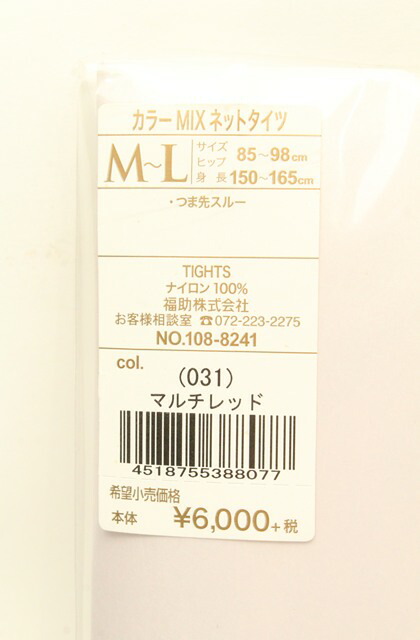 カラーMIXネットタイツ
M~L
サイズ
ヒップ 85~98cm
身長 150~165cm
・つま先スルー
TIGHTS
ナイロン100%
福助株式会社
お客様相談室 ☎072-223-2275
NO.108-8241
col.
(031)
マルチレッド
4518755388077
希望小売価格
本体 ¥6,000+税